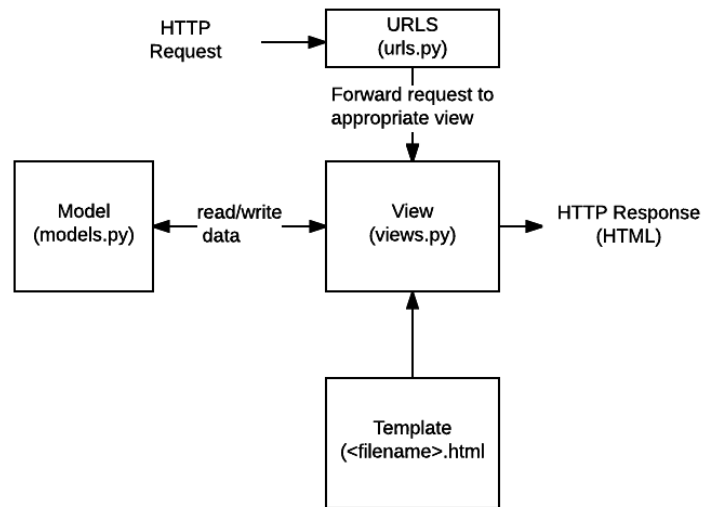 HTTP
Request
URLS
(urls.py)
Forward request to
appropriate view
Model
(models.py)
read/write
data
View
(views.py)
HTTP Response
(HTML)
Template
(<filename>.html